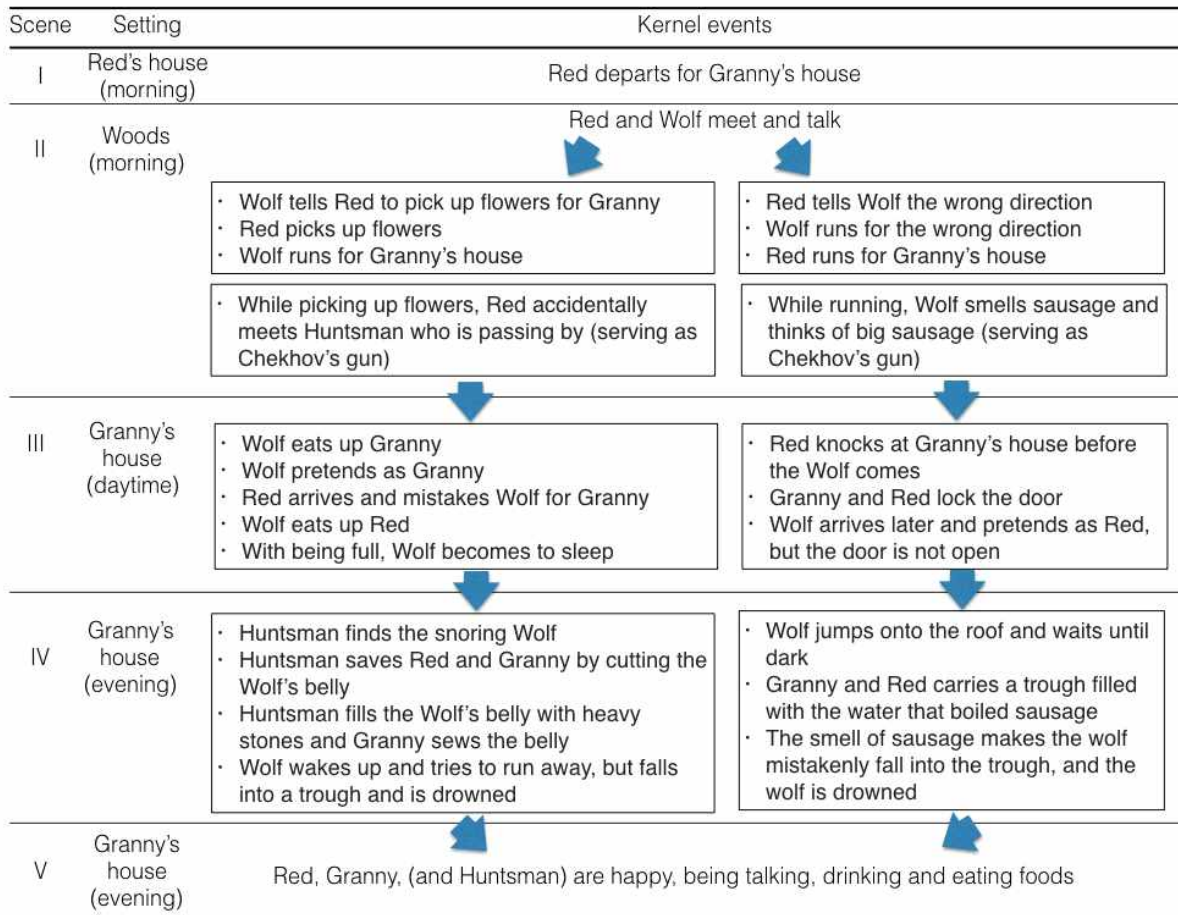 Scene Setting Kernel events
I
Red's house
(morning)
Red departs for Granny's house
II
Woods
(morning)
Red and Wolf meet and talk
· Wolf tells Red to pick up flowers for Granny
· Red picks up flowers
· Wolf runs for Granny's house
· While picking up flowers, Red accidentally
meets Huntsman who is passing by (serving as
Chekhov's gun)
· Red tells Wolf the wrong direction
· Wolf runs for the wrong direction
· Red runs for Granny's house
· While running, Wolf smells sausage and
thinks of big sausage (serving as
Chekhov's gun)
III
Granny's
house
(daytime)
· Wolf eats up Granny
· Wolf pretends as Granny
· Red arrives and mistakes Wolf for Granny
· Wolf eats up Red
· With being full, Wolf becomes to sleep
· Red knocks at Granny's house before
the Wolf comes
· Granny and Red lock the door
· Wolf arrives later and pretends as Red,
but the door is not open
IV
Granny's
house
(evening)
· Huntsman finds the snoring Wolf
· Huntsman saves Red and Granny by cutting the
Wolf's belly
· Huntsman fills the Wolf's belly with heavy
stones and Granny sews the belly
· Wolf wakes up and tries to run away, but falls
into a trough and is drowned
· Wolf jumps onto the roof and waits until
dark
· Granny and Red carries a trough filled
with the water that boiled sausage
· The smell of sausage makes the wolf
mistakenly fall into the trough, and the
wolf is drowned
V
Granny's
house
(evening)
Red, Granny, (and Huntsman) are happy, being talking, drinking and eating foods